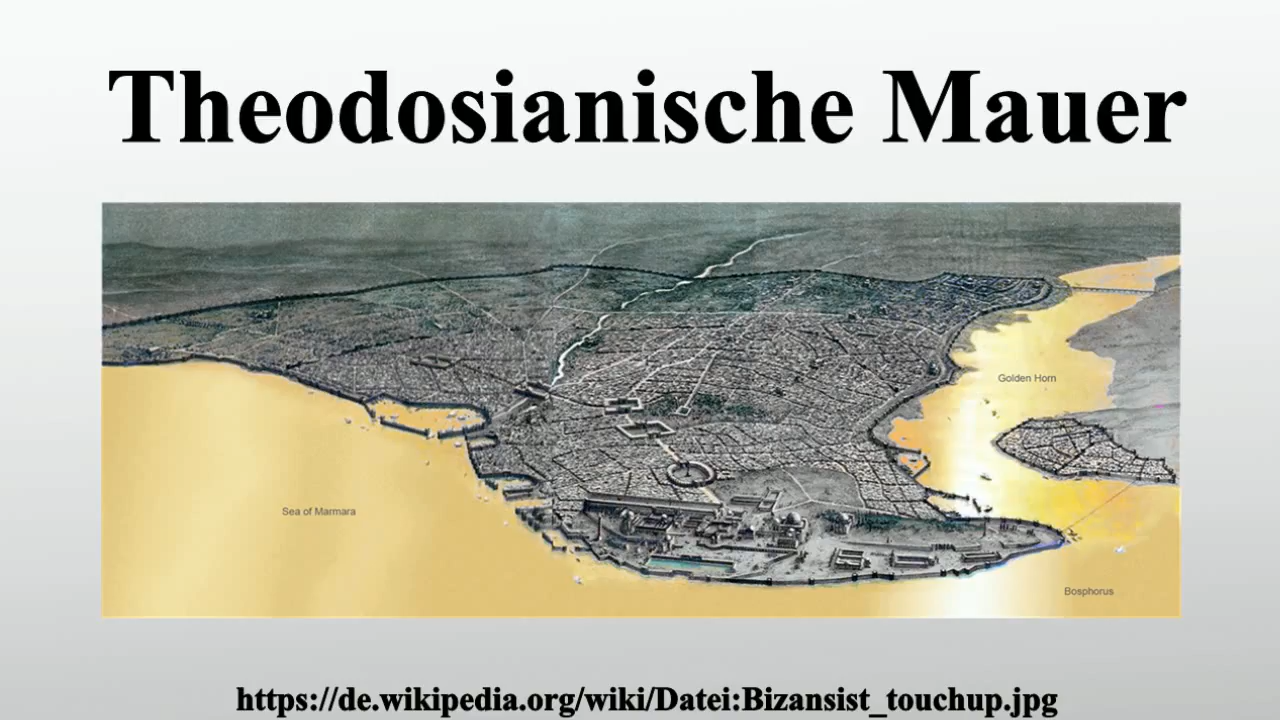 Theodosianische Mauer
Golden Horn
Sea of Marmara
Bosphorus
https://de.wikipedia.org/wiki/Datei:Bizansist_touchup.jpg